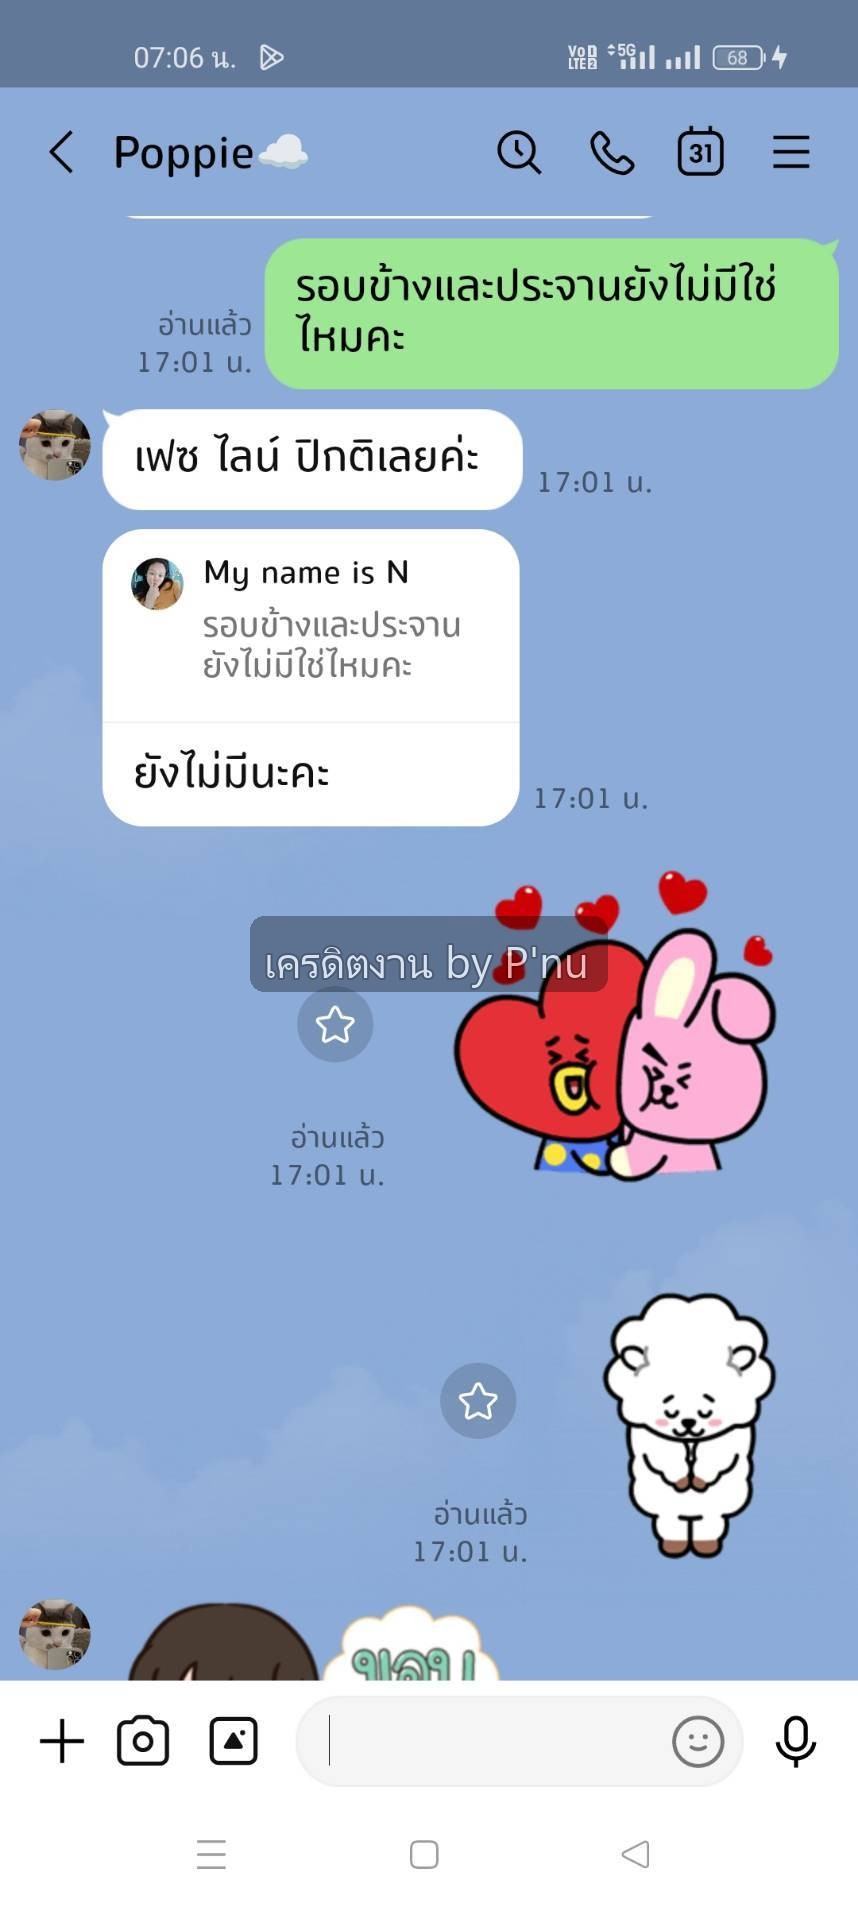 07:06 น.
VoD LTE2 5G 68
Poppie
31
รอบข้างและประจานยังไม่มีใช่
ไหมคะ
อ่านแล้ว
17:01 น.
เฟซ ไลน์ ปิกติเลยค่ะ
17:01 น.
My name is N
รอบข้างและประจาน
ยังไม่มีใช่ไหมคะ
ยังไม่มีนะคะ
17:01 น.
เครดิตงาน by P'nu
อ่านแล้ว
17:01 น.
อ่านแล้ว
17:01 น.